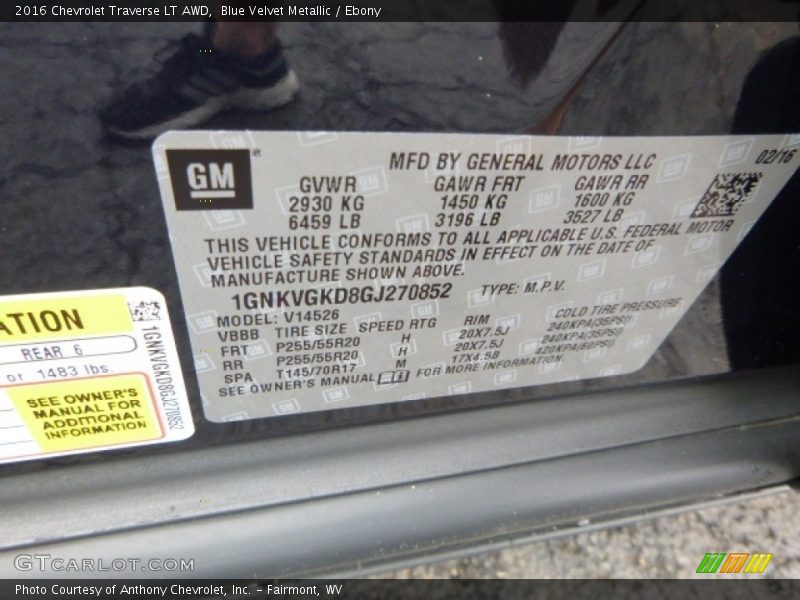 2016 Chevrolet Traverse LT AWD, Blue Velvet Metallic / Ebony
GM
MFD BY GENERAL MOTORS LLC
02/16
GVWR GAWR FRT GAWR RR
2930 KG 1450 KG 1600 KG
6459 LB 3196 LB 3527 LB
THIS VEHICLE CONFORMS TO ALL APPLICABLE U.S. FEDERAL MOTOR
VEHICLE SAFETY STANDARDS IN EFFECT ON THE DATE OF
MANUFACTURE SHOWN ABOVE.
1GNKVGKD8GJ270852 TYPE: M.P.V.
MODEL: V14526
VBBB TIRE SIZE SPEED RTG RIM COLD TIRE PRESSURE
FRT P255/55R20 H 20X7.5J 240KPA(35PSI)
RR P255/55R20 H 20X7.5J 240KPA(35PSI)
SPA T145/70R17 M 17X4.5B 420KPA(60PSI)
SEE OWNER'S MANUAL FOR MORE INFORMATION
ATION
REAR 6
or 1483 lbs.
SEE OWNER'S
MANUAL FOR
ADDITIONAL
INFORMATION
1GNKVGKD8GJ270852
GTcarlot.com
Photo Courtesy of Anthony Chevrolet, Inc. – Fairmont, WV